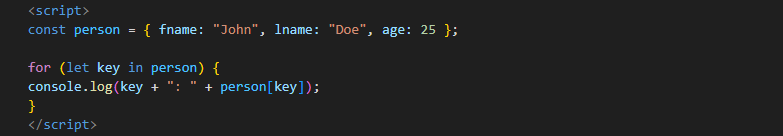 <script>
const person = { fname: "John", lname: "Doe", age: 25 };
for (let key in person) {
console.log(key + ": " + person[key]);
}
</script>